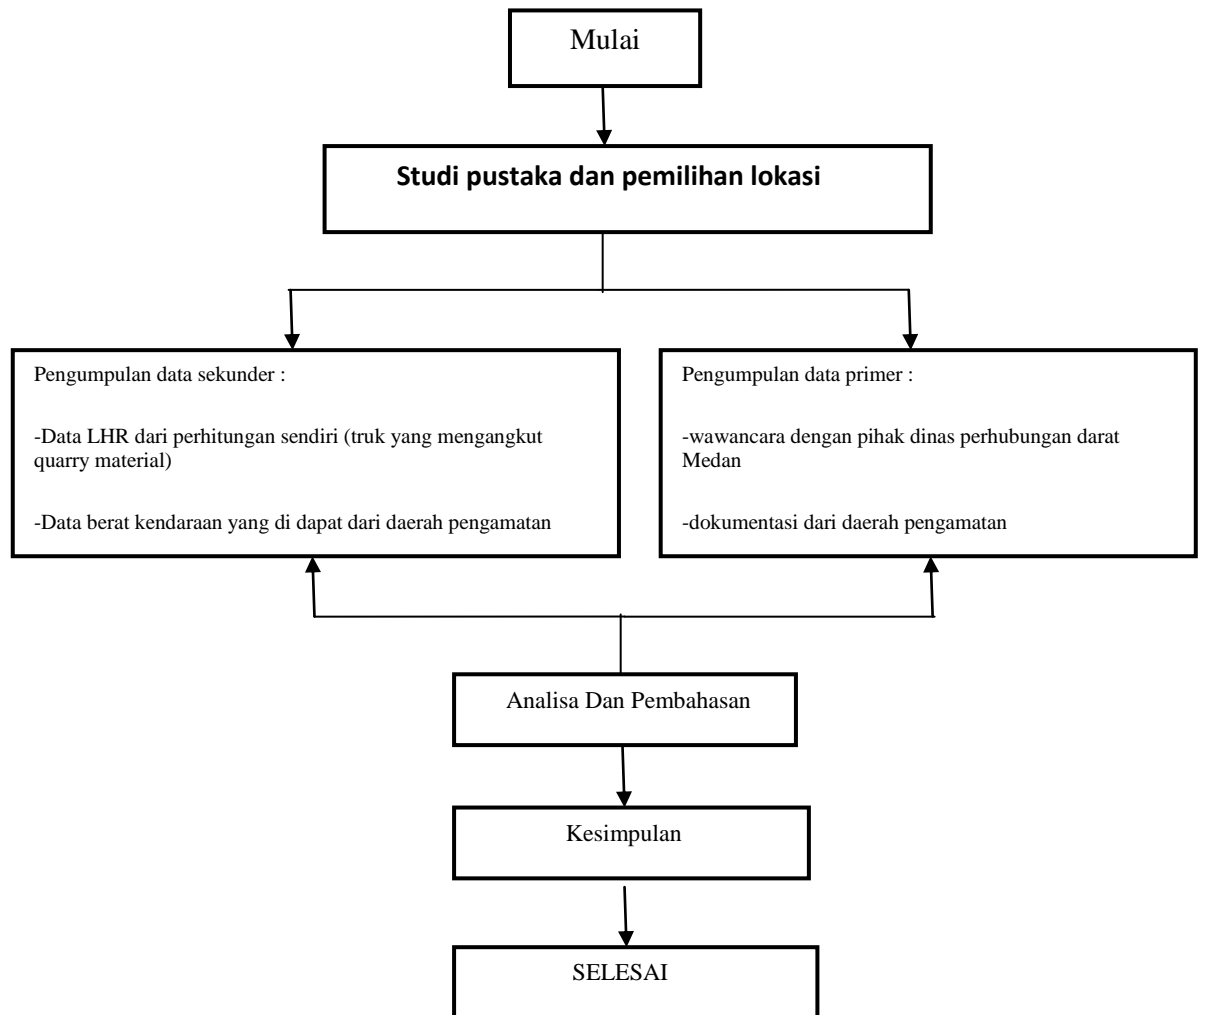 Mulai
Studi pustaka dan pemilihan lokasi
Pengumpulan data sekunder :
-Data LHR dari perhitungan sendiri (truk yang mengangkut
quarry material)
-Data berat kendaraan yang di dapat dari daerah pengamatan
Pengumpulan data primer :
-wawancara dengan pihak dinas perhubungan darat
Medan
-dokumentasi dari daerah pengamatan
Analisa Dan Pembahasan
Kesimpulan
SELESAI